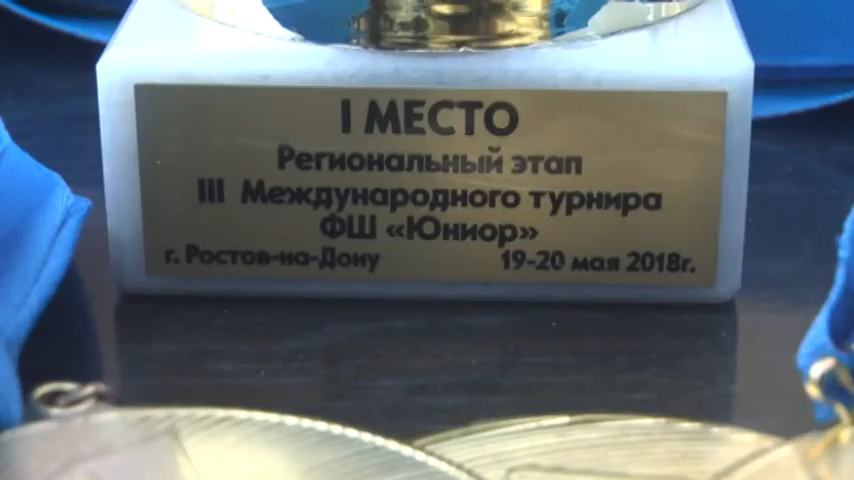 I МЕСТО
Региональный этап
III Международного турнира
ФШ «Юниор»
г. Ростов-на-Дону 19-20 мая 2018г.